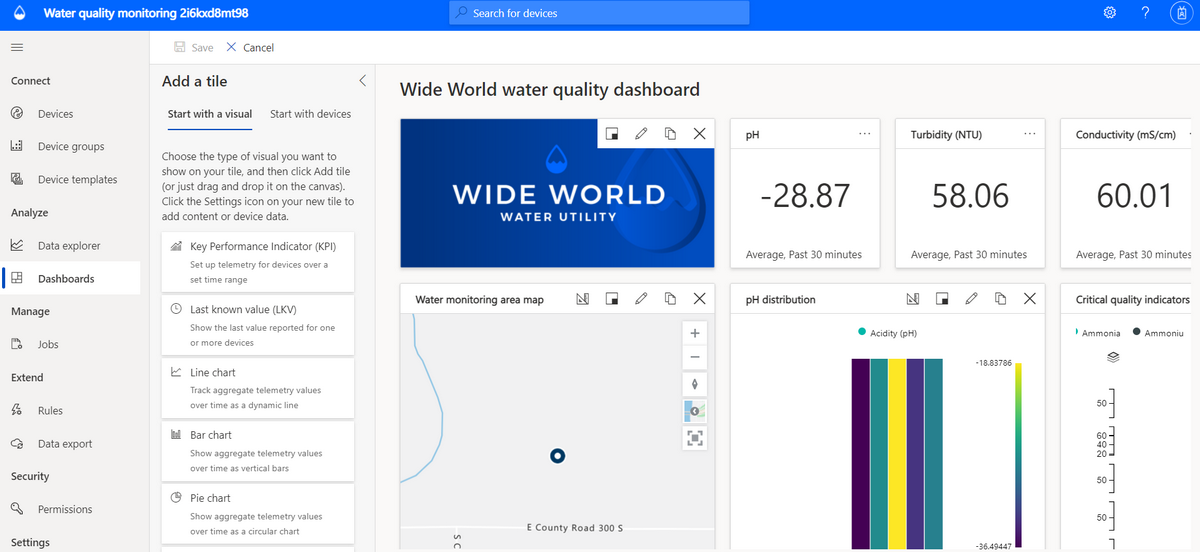 Water quality monitoring 2i6kxd8mt98
Search for devices
?
Save
Cancel
Connect
Devices
Device groups
Device templates
Analyze
Data explorer
Dashboards
Manage
Jobs
Extend
Rules
Data export
Security
Permissions
Settings
Add a tile
Start with a visual
Start with devices
Choose the type of visual you want to
show on your tile, and then click Add tile
(or just drag and drop it on the canvas).
Click the Settings icon on your new tile to
add content or device data.
Key Performance Indicator (KPI)
Set up telemetry for devices over a
set time range
Last known value (LKV)
Show the last value reported for one
or more devices
Line chart
Track aggregate telemetry values
over time as a dynamic line
Bar chart
Show aggregate telemetry values
over time as vertical bars
Pie chart
Show aggregate telemetry values
over time as a circular chart
Wide World water quality dashboard
WIDE WORLD
WATER UTILITY
pH
-28.87
Average, Past 30 minutes
Turbidity (NTU)
58.06
Average, Past 30 minutes
Conductivity (mS/cm)
60.01
Average, Past 30 minutes
Water monitoring area map
E County Road 300 S
S C
pH distribution
Acidity (pH)
-18.83786
-36.49447
Critical quality indicators
Ammonia
Ammoniu
50
60
40
20
50
50